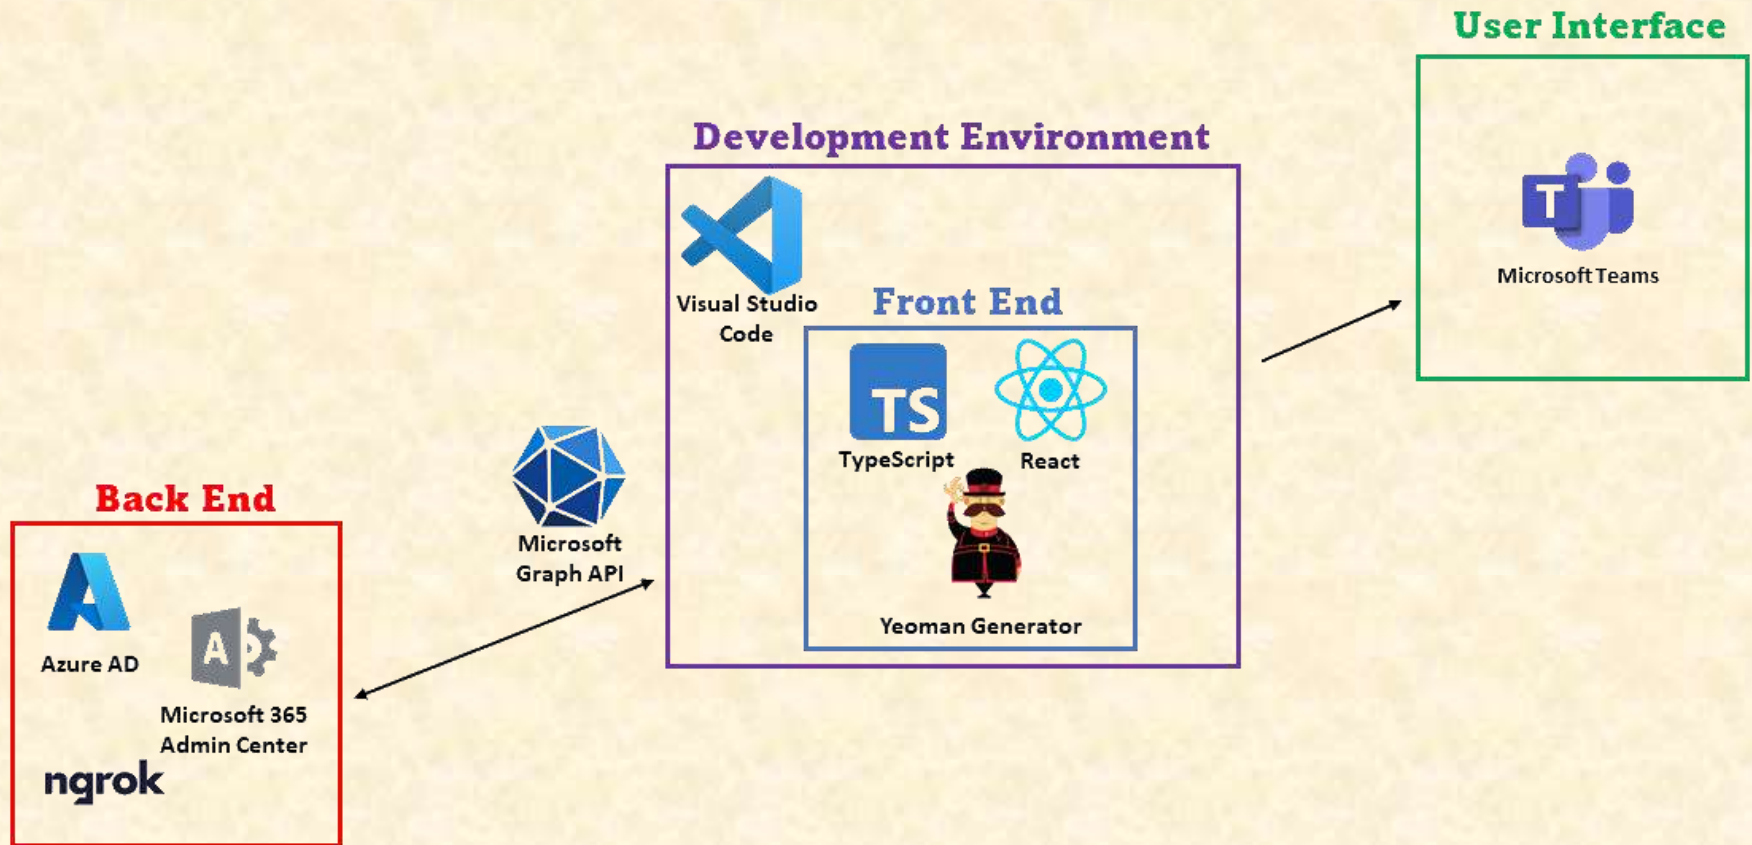 User Interface
T
Microsoft Teams
Development Environment
Visual Studio
Code
Front End
TS
TypeScript
React
Yeoman Generator
Microsoft
Graph API
Back End
Azure AD
A
Microsoft 365
Admin Center
ngrok